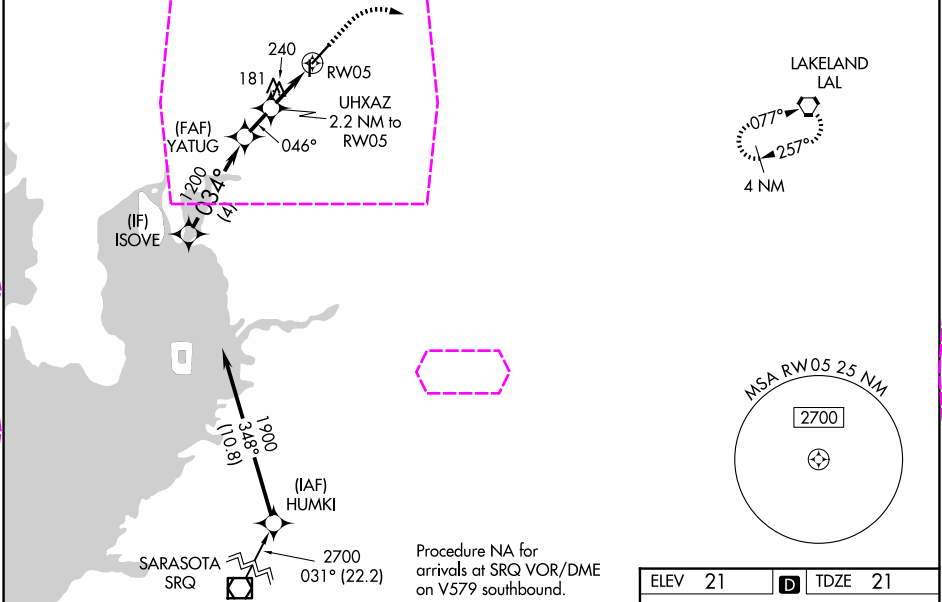 240
181
RW05
UHXAZ
2.2 NM to
RW05
(FAF)
YATUG
046°
1200
034°
(4)
(IF)
ISOVE
LAKELAND
LAL
077°
257°
4 NM
1900
348°
(10.8)
(IAF)
HUMKI
SARASOTA
SRQ
2700
031° (22.2)
Procedure NA for
arrivals at SRQ VOR/DME
on V579 southbound.
MSA RW05 25 NM
2700
ELEV 21 D TDZE 21